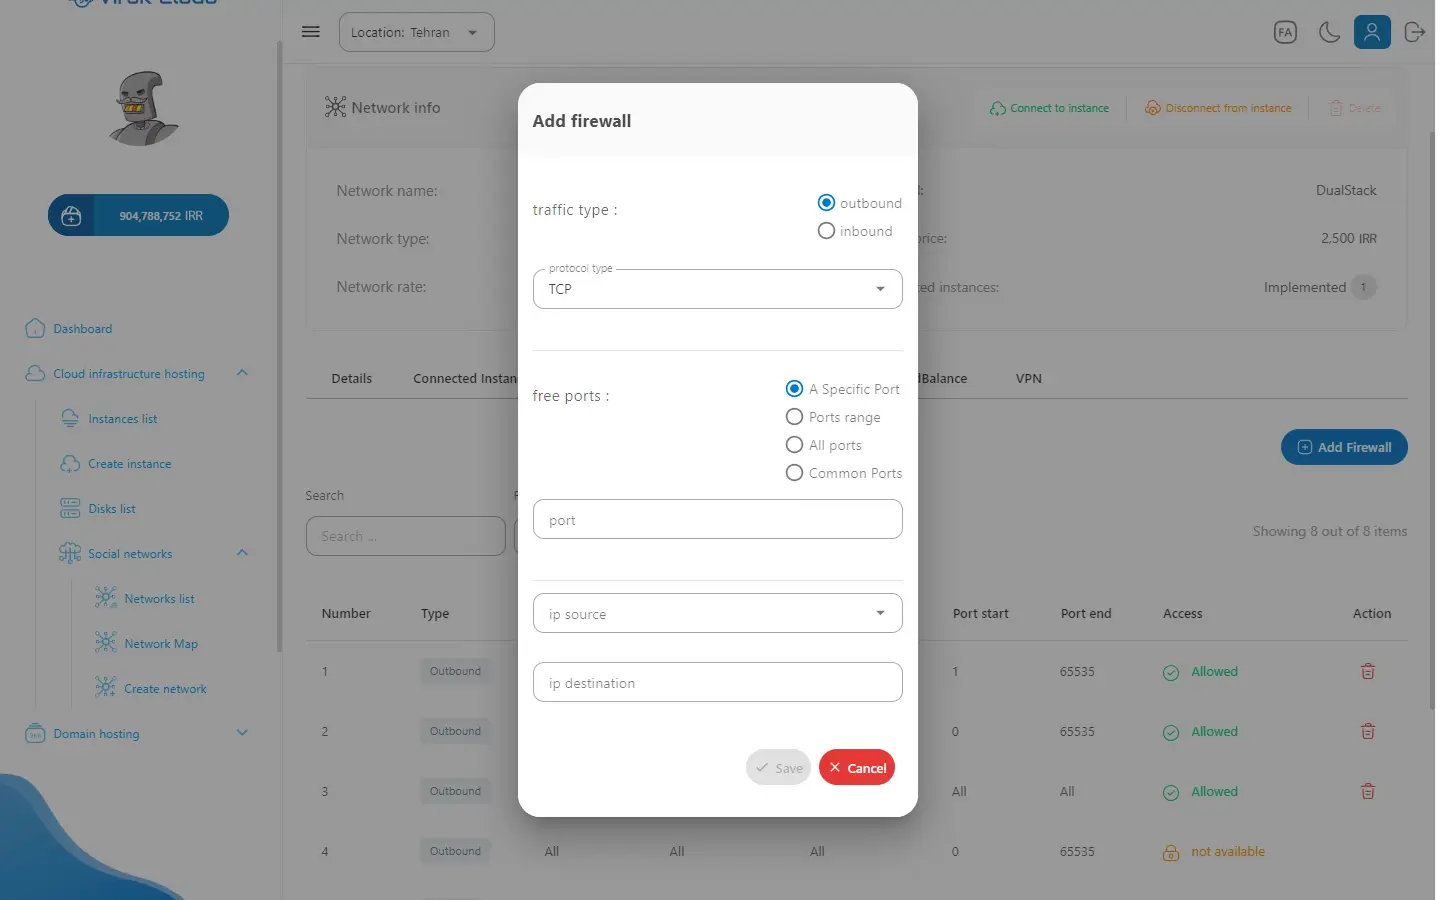 Location: Tehran
FA
904,788,752 IRR
Dashboard
Cloud infrastructure hosting
Instances list
Create instance
Disks list
Social networks
Networks list
Network Map
Create network
Domain hosting
Network info
Connect to instance
Disconnect from instance
Delete
Network name:
DualStack
Network type:
2,500 IRR
Network rate:
instances:
Implemented 1
Details
VPN
Add Firewall
Search
Search ...
Showing 8 out of 8 items
Number Type Port start Port end Access Action
1 Outbound 1 65535 Allowed
2 Outbound 0 65535 Allowed
3 Outbound All All Allowed
4 Outbound All All All 0 65535 not available
Add firewall
traffic type :
outbound
inbound
protocol type
TCP
free ports :
A Specific Port
Ports range
All ports
Common Ports
port
ip source
ip destination
Save
Cancel